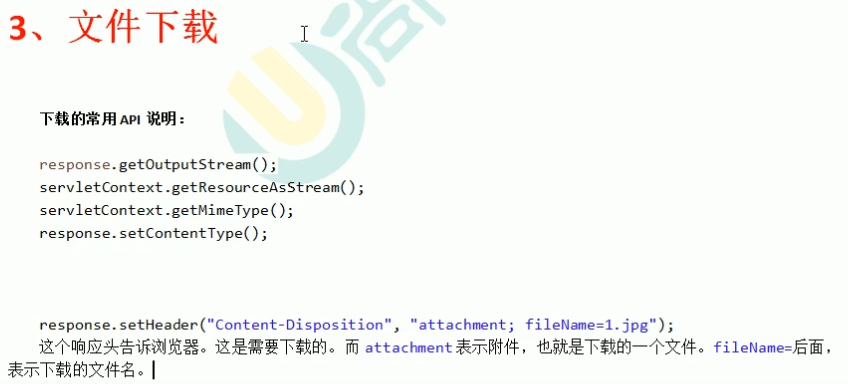 3、文件下载
下载的常用 API 说明：
response.getOutputStream();
servletContext.getResourceAsStream();
servletContext.getMimeType();
response.setContentType();
response.setHeader("Content-Disposition", "attachment; fileName=1.jpg");
这个响应头告诉浏览器。这是需要下载的。而 attachment 表示附件，也就是下载的一个文件。fileName=后面，
表示下载的文件名。